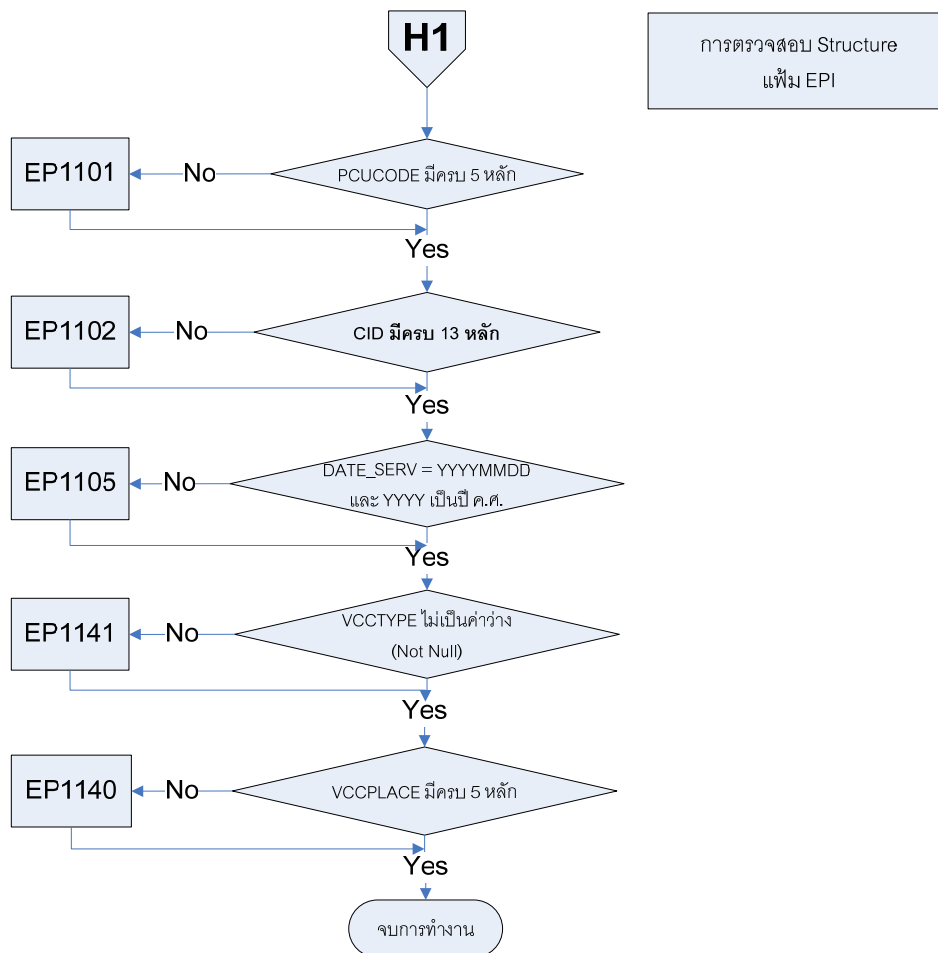 H1
การตรวจสอบ Structure
แฟ้ม EPI
PCUCODE มีครบ 5 หลัก
No
EP1101
Yes
CID มีครบ 13 หลัก
No
EP1102
Yes
DATE_SERV = YYYYMMDD
และ YYYY เป็นปี ค.ศ.
No
EP1105
Yes
VCCTYPE ไม่เป็นค่าว่าง
(Not Null)
No
EP1141
Yes
VCCPLACE มีครบ 5 หลัก
No
EP1140
Yes
จบการทำงาน